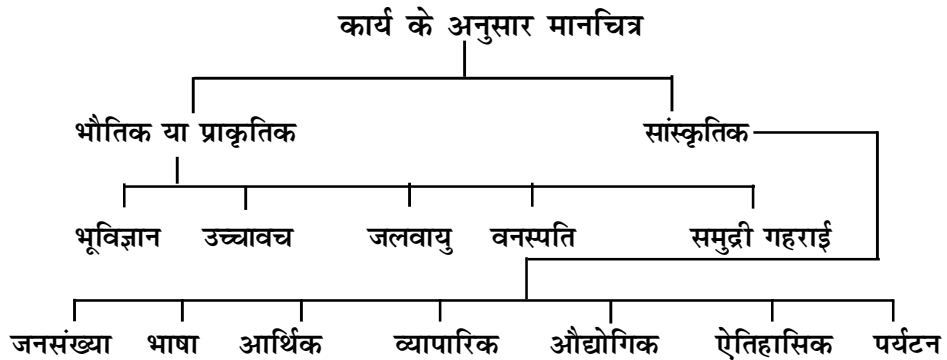 कार्य के अनुसार मानचित्र
भौतिक या प्राकृतिक सांस्कृतिक
भूविज्ञान उच्चावच जलवायु वनस्पति समुद्री गहराई
जनसंख्या भाषा आर्थिक व्यापारिक औद्योगिक ऐतिहासिक पर्यटन